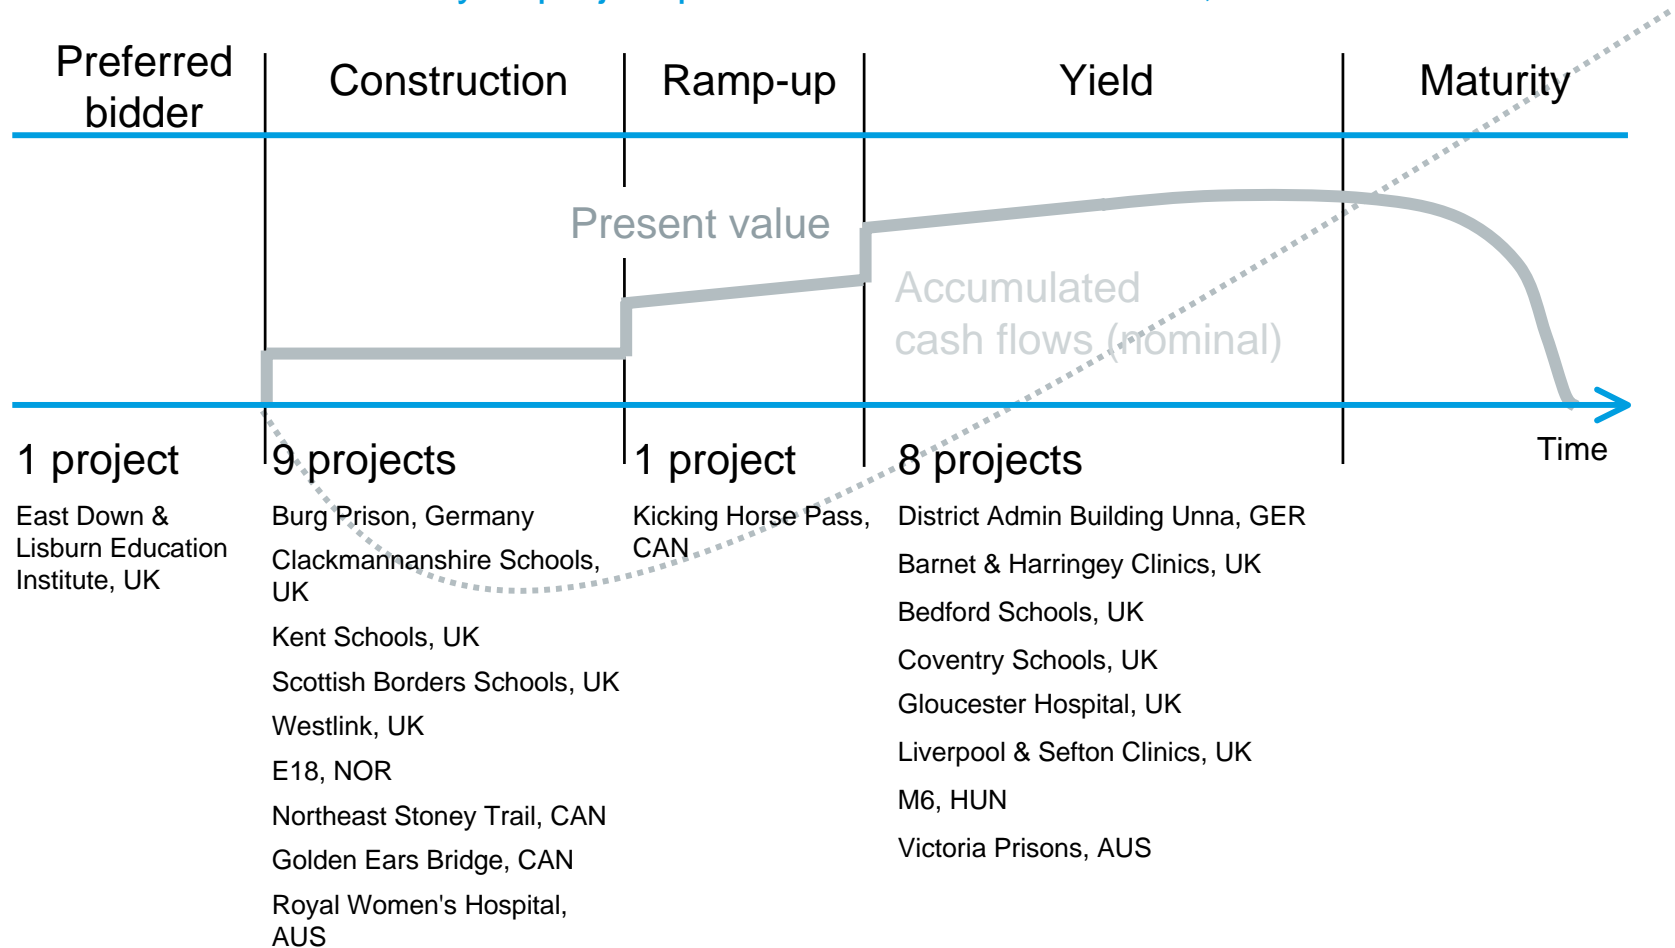 Preferred
bidder
Construction
Ramp-up
Yield
Maturity
Present value
Accumulated
cash flows (nominal)
Time
1 project
East Down &
Lisburn Education
Institute, UK
9 projects
Burg Prison, Germany
Clackmannanshire Schools,
UK
Kent Schools, UK
Scottish Borders Schools, UK
Westlink, UK
E18, NOR
Northeast Stoney Trail, CAN
Golden Ears Bridge, CAN
Royal Women's Hospital,
AUS
1 project
Kicking Horse Pass,
CAN
8 projects
District Admin Building Unna, GER
Barnet & Harringey Clinics, UK
Bedford Schools, UK
Coventry Schools, UK
Gloucester Hospital, UK
Liverpool & Sefton Clinics, UK
M6, HUN
Victoria Prisons, AUS